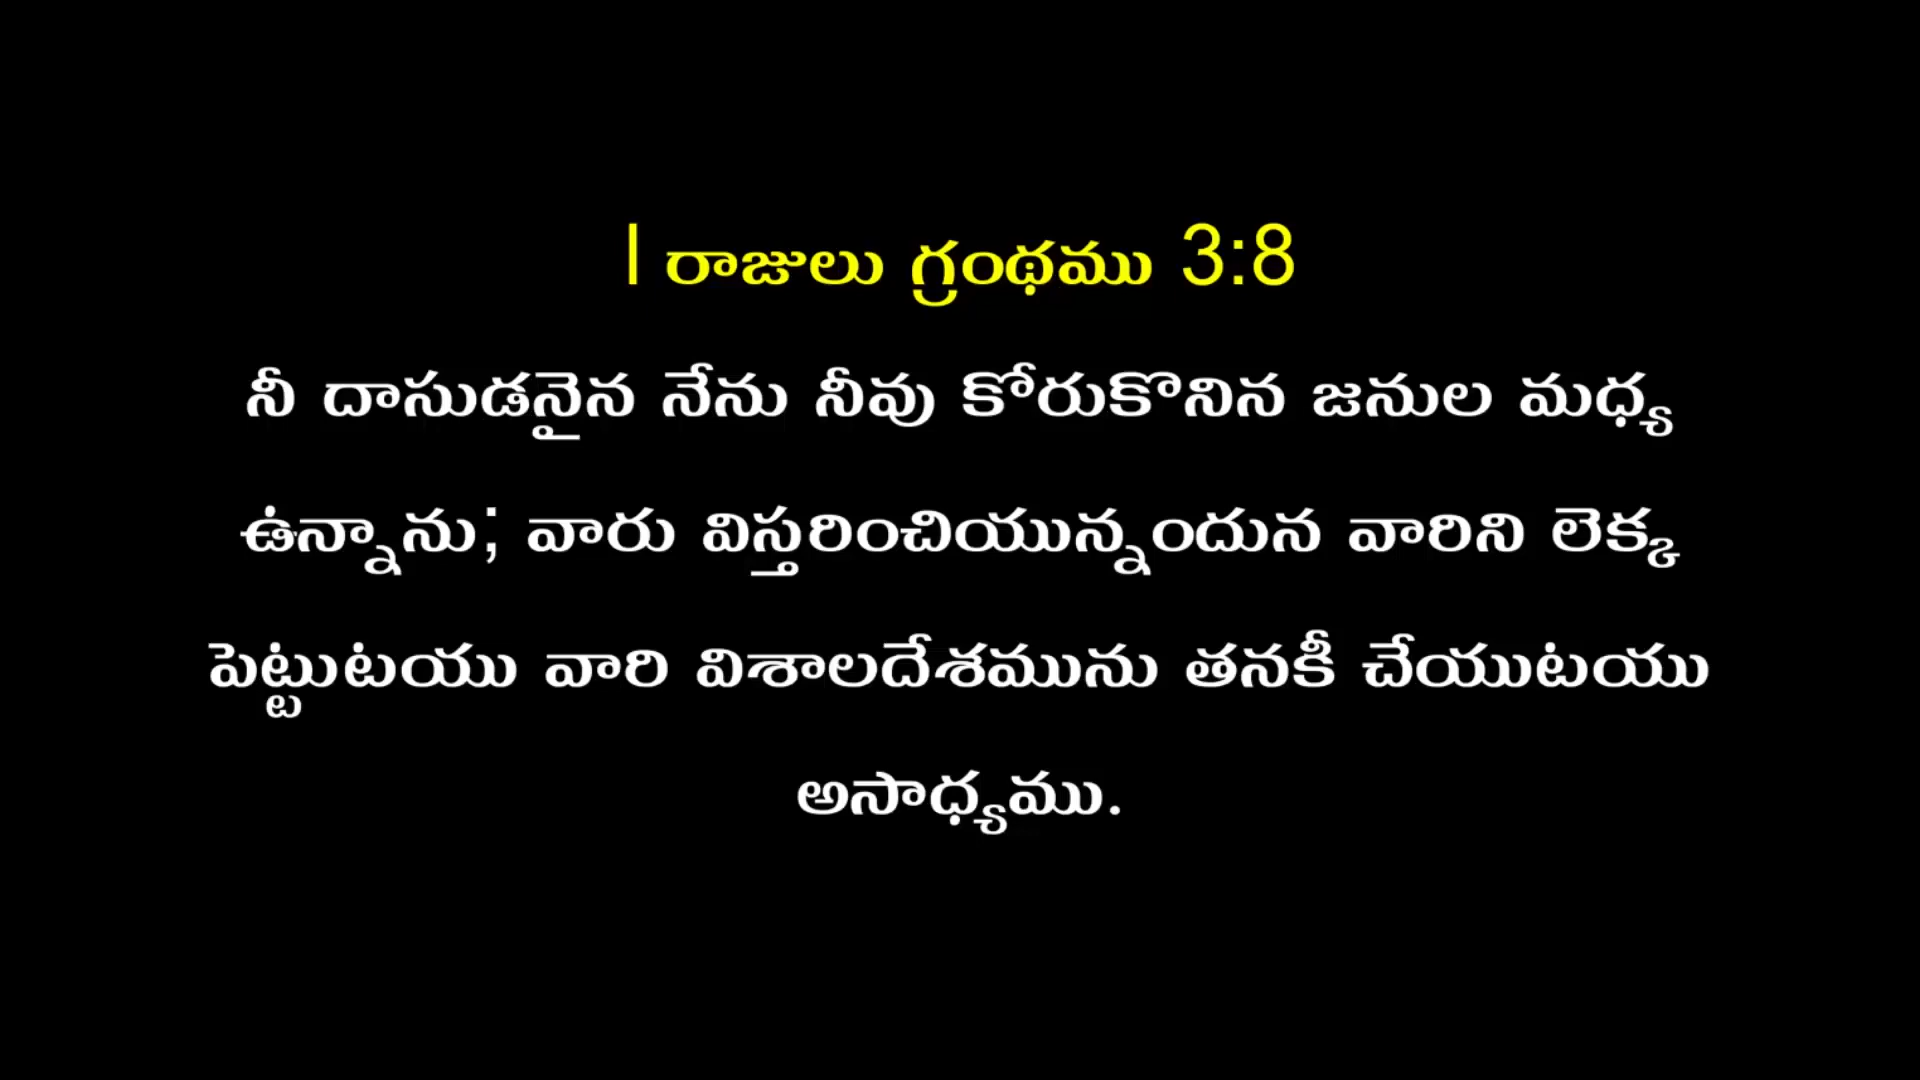 I రాజులు గ్రంథము 3:8
నీ దాసుడనైన నేను నీవు కోరుకొనిన జనుల మధ్య
ఉన్నాను; వారు విస్తరించియున్నందున వారిని లెక్క
పెట్టుటయు వారి విశాలదేశమును తనకీ చేయుటయు
అసాధ్యము.